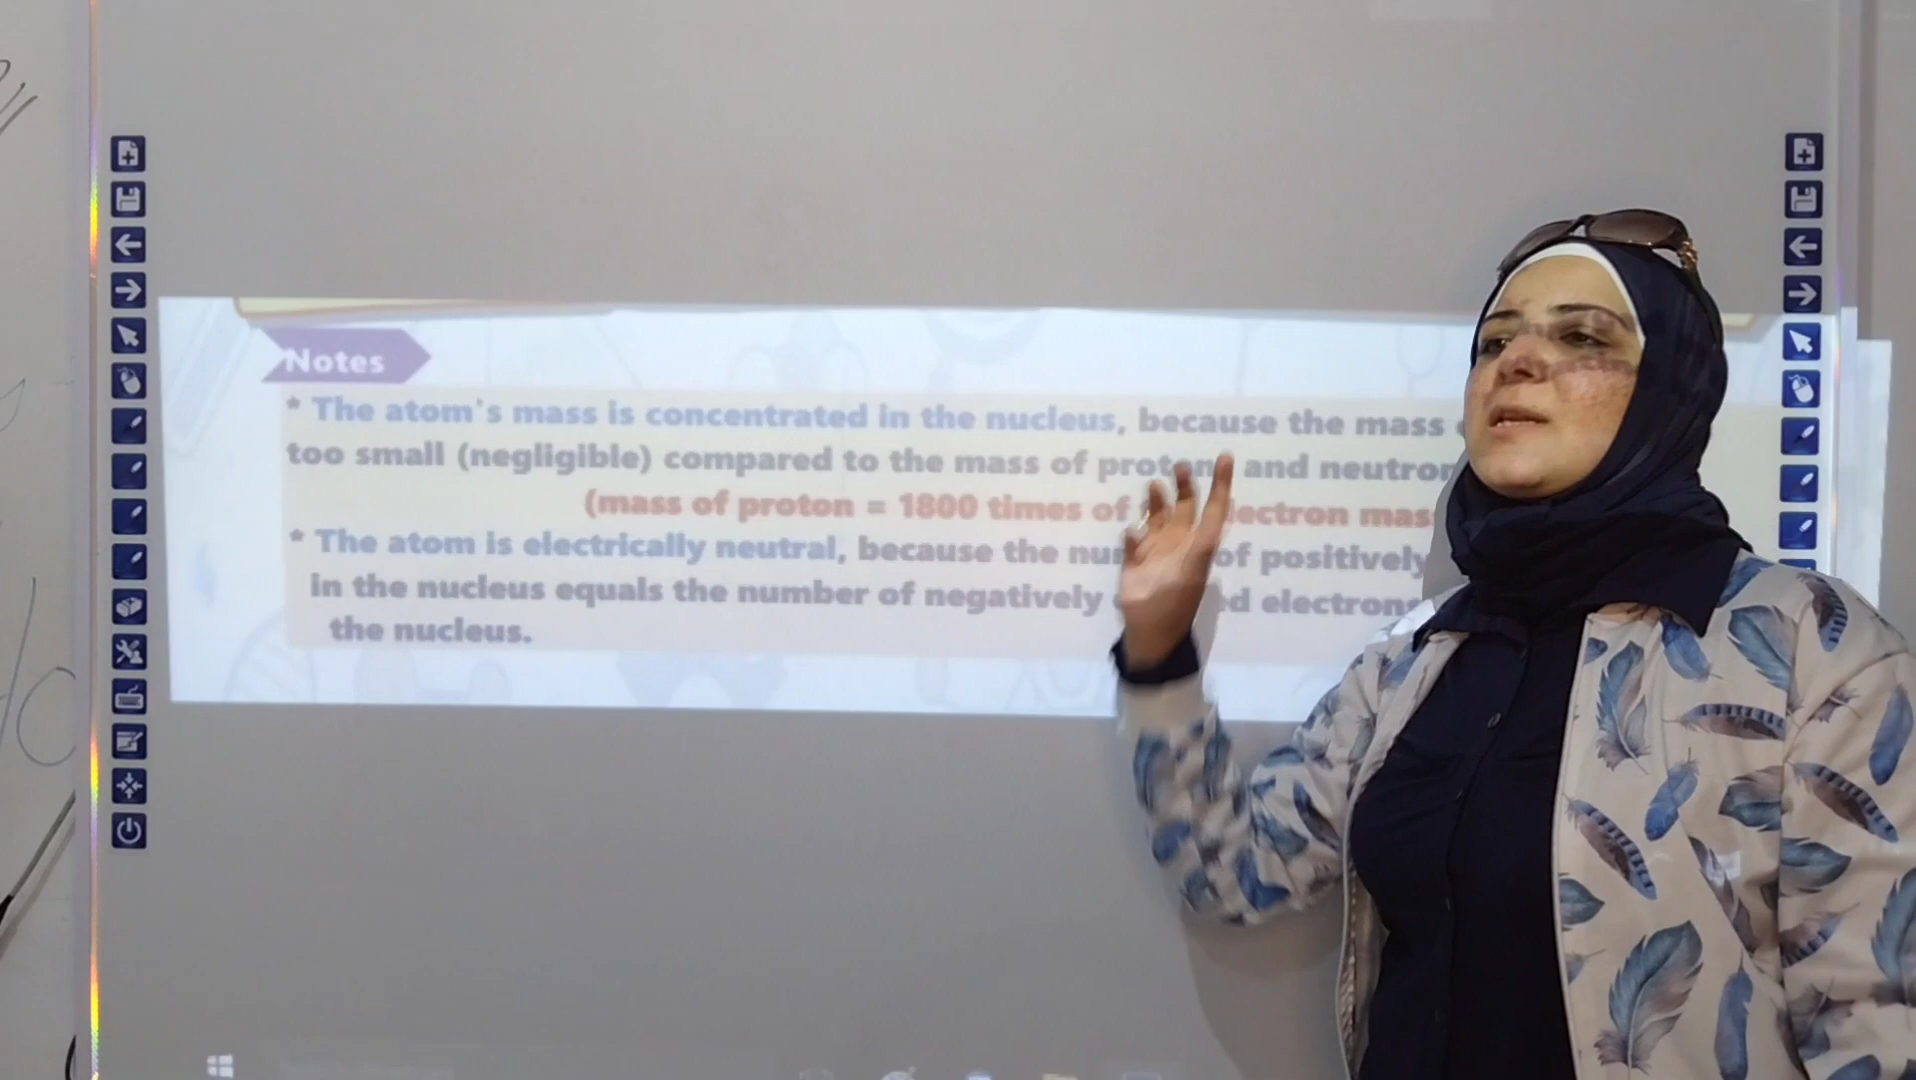 Notes
* The atom's mass is concentrated in the nucleus, because the mass
too small (negligible) compared to the mass of and neutron
(mass of proton = 1800 times of mass
* The atom is electrically neutral, because the of positively
in the nucleus equals the number of negatively electrons
the nucleus.